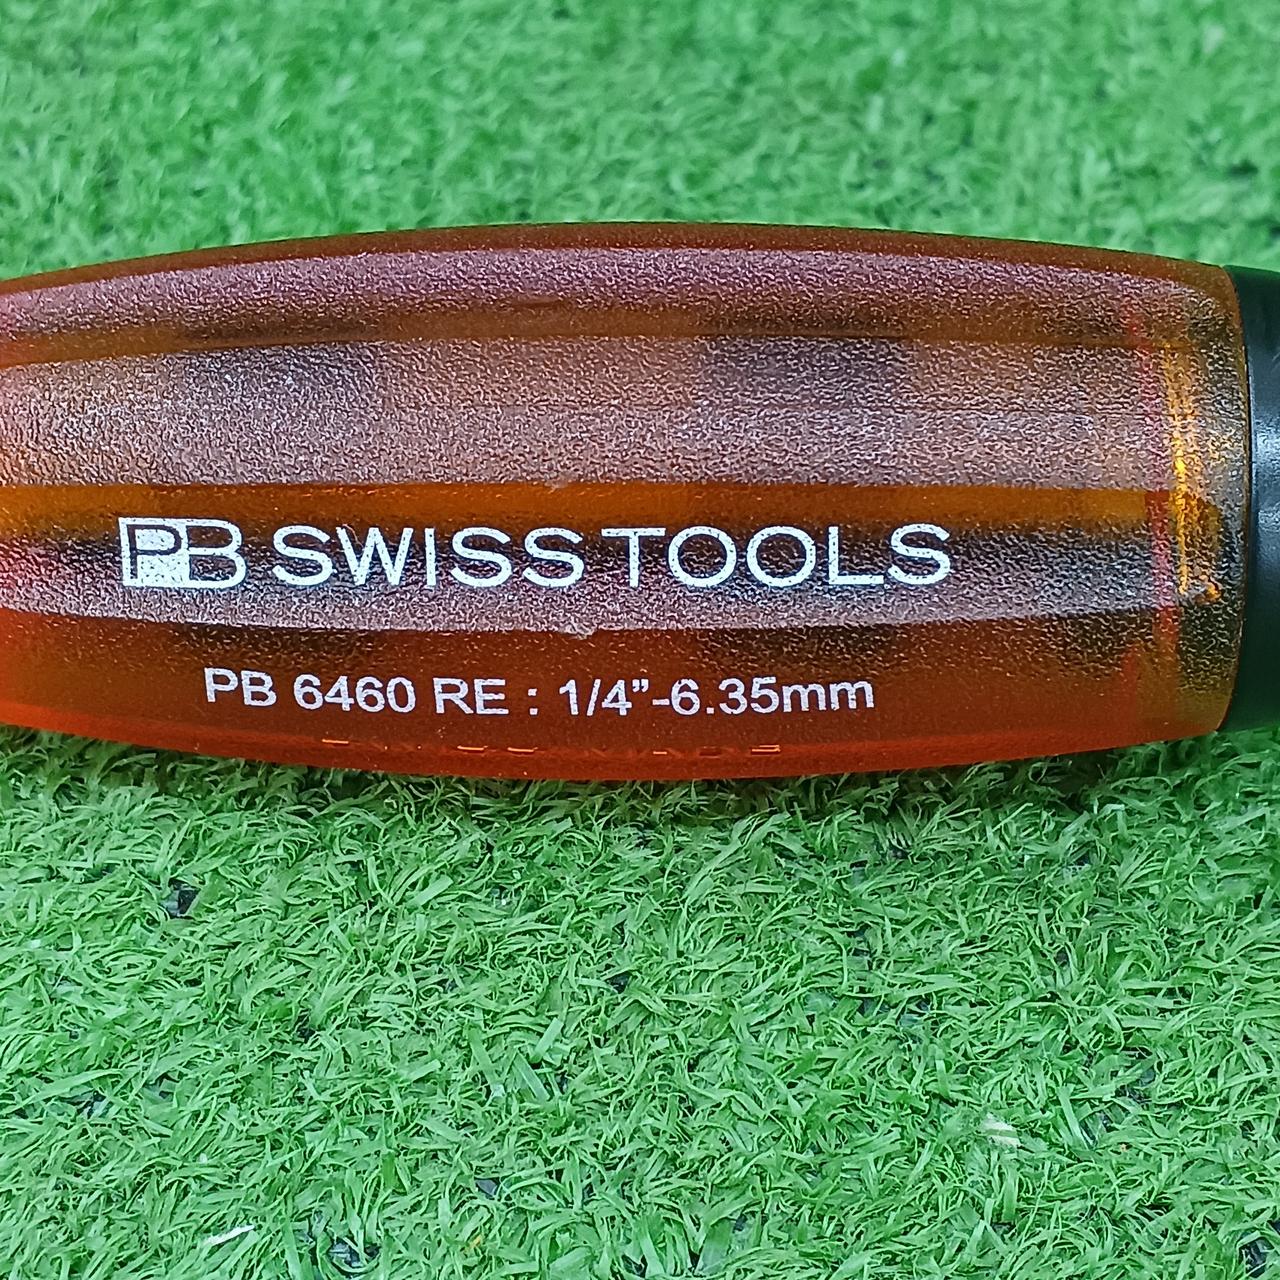 PB SWISS TOOLS
PB 6460 RE : 1/4”-6.35mm